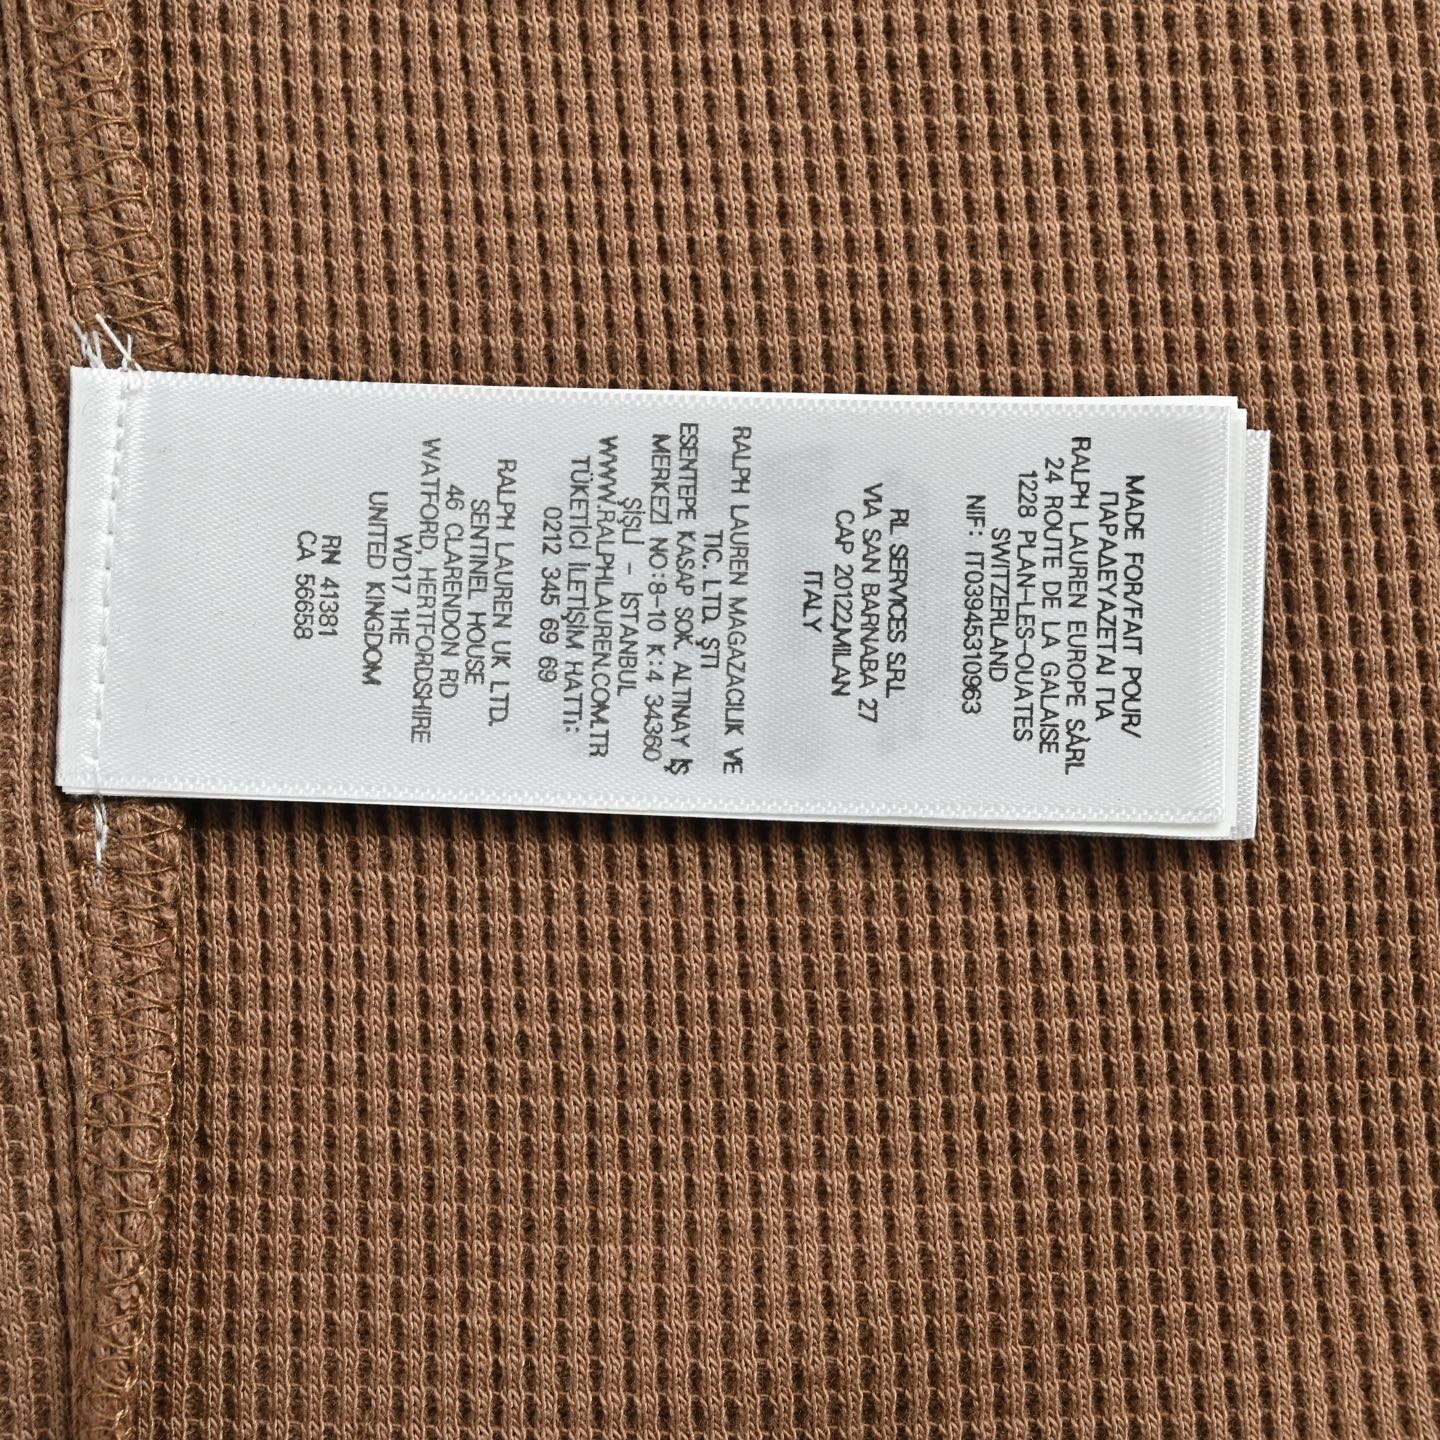 MADE FOR/FAIT POUR/
ΠΑΡΑΔΕΥΑΖΕΤΑΙ ΠΑ
RALPH LAUREN EUROPE SÀRL
24 ROUTE DE LA GALAISE
1228 PLAN-LES-OUATES
SWITZERLAND
NIF: IT03945310963
RL SERVICES S.R.L
VIA SAN BARNABA 27
CAP 20122,MILAN
ITALY
RALPH LAUREN MAGAZACILIK VE
TIC. LTD. ŞTI
ESENTEPE KASAP SOK. ALTINAY İŞ
MERKEZİ NO:8-10 K:4 34360
ŞİŞLİ - İSTANBUL
WWW.RALPHLAUREN.COM.TR
TÜKETİCİ İLETİŞİM HATTI:
0212 345 69 69
RALPH LAUREN UK LTD.
SENTINEL HOUSE
46 CLARENDON RD
WATFORD, HERTFORDSHIRE
WD17 1HE
UNITED KINGDOM
RN 41381
CA 56658